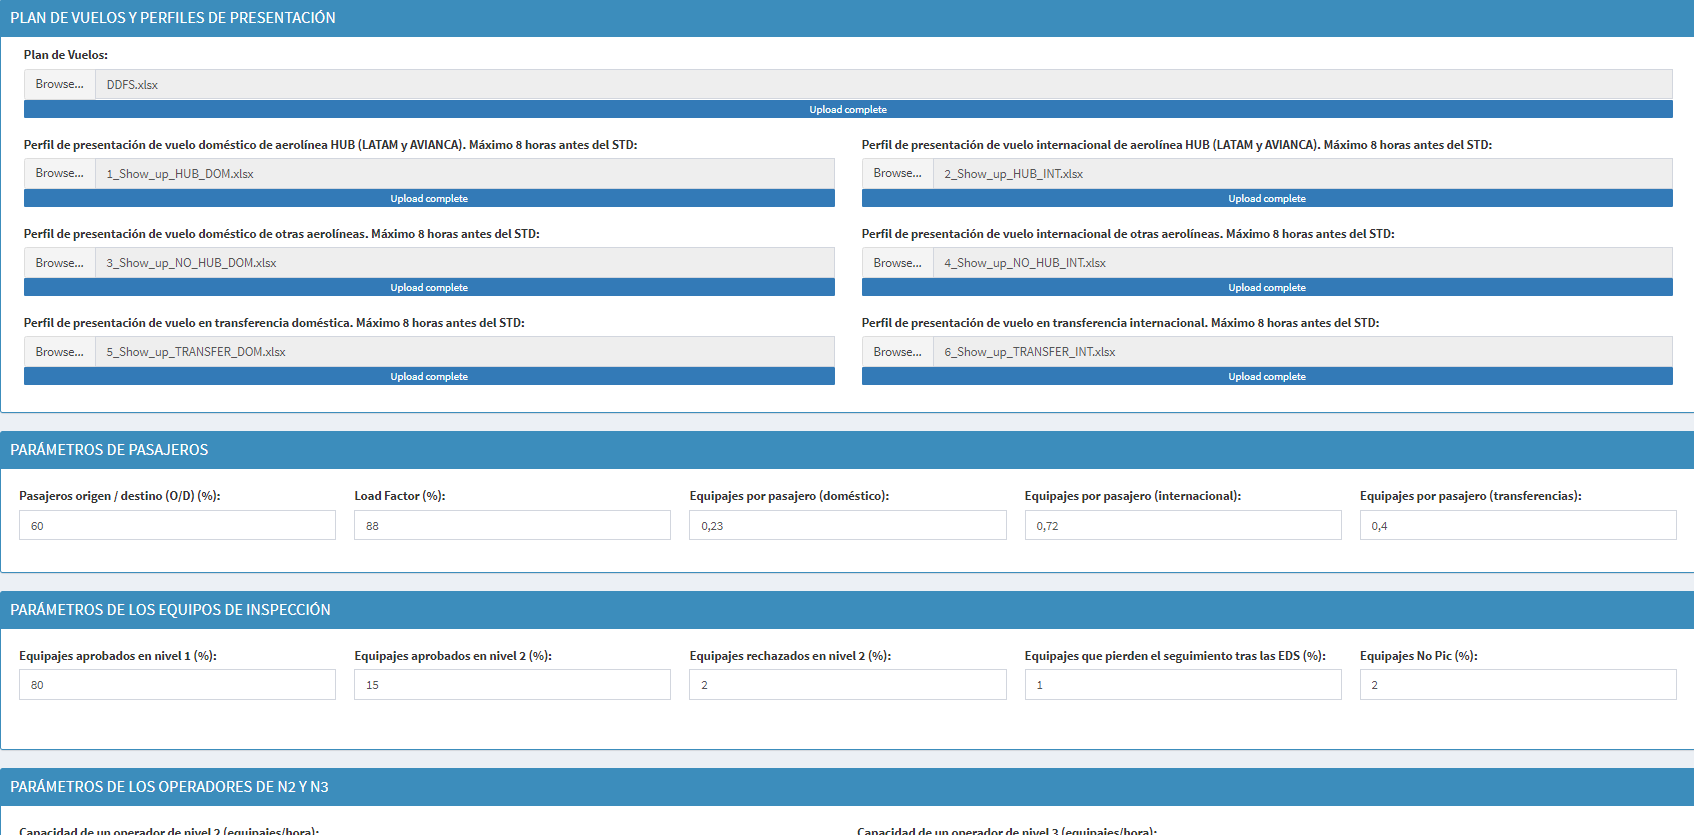 PLAN DE VUELOS Y PERFILES DE PRESENTACIÓN
Plan de Vuelos:
Browse... DDFS.xlsx
Upload complete
Perfil de presentación de vuelo doméstico de aerolínea HUB (LATAM y AVIANCA). Máximo 8 horas antes del STD:
Browse... 1_Show_up_HUB_DOM.xlsx
Upload complete
Perfil de presentación de vuelo internacional de aerolínea HUB (LATAM y AVIANCA). Máximo 8 horas antes del STD:
Browse... 2_Show_up_HUB_INT.xlsx
Upload complete
Perfil de presentación de vuelo doméstico de otras aerolíneas. Máximo 8 horas antes del STD:
Browse... 3_Show_up_NO_HUB_DOM.xlsx
Upload complete
Perfil de presentación de vuelo internacional de otras aerolíneas. Máximo 8 horas antes del STD:
Browse... 4_Show_up_NO_HUB_INT.xlsx
Upload complete
Perfil de presentación de vuelo en transferencia doméstica. Máximo 8 horas antes del STD:
Browse... 5_Show_up_TRANSFER_DOM.xlsx
Upload complete
Perfil de presentación de vuelo en transferencia internacional. Máximo 8 horas antes del STD:
Browse... 6_Show_up_TRANSFER_INT.xlsx
Upload complete
PARÁMETROS DE PASAJEROS
Pasajeros origen / destino (O/D) (%):
60
Load Factor (%):
88
Equipajes por pasajero (doméstico):
0,23
Equipajes por pasajero (internacional):
0,72
Equipajes por pasajero (transferencias):
0,4
PARÁMETROS DE LOS EQUIPOS DE INSPECCIÓN
Equipajes aprobados en nivel 1 (%):
80
Equipajes aprobados en nivel 2 (%):
15
Equipajes rechazados en nivel 2 (%):
2
Equipajes que pierden el seguimiento tras las EDS (%):
1
Equipajes No Pic (%):
2
PARÁMETROS DE LOS OPERADORES DE N2 Y N3
Capacidad de un operador de nivel 2 (equipajes/hora):
Capacidad de un operador de nivel 3 (equipajes/hora):